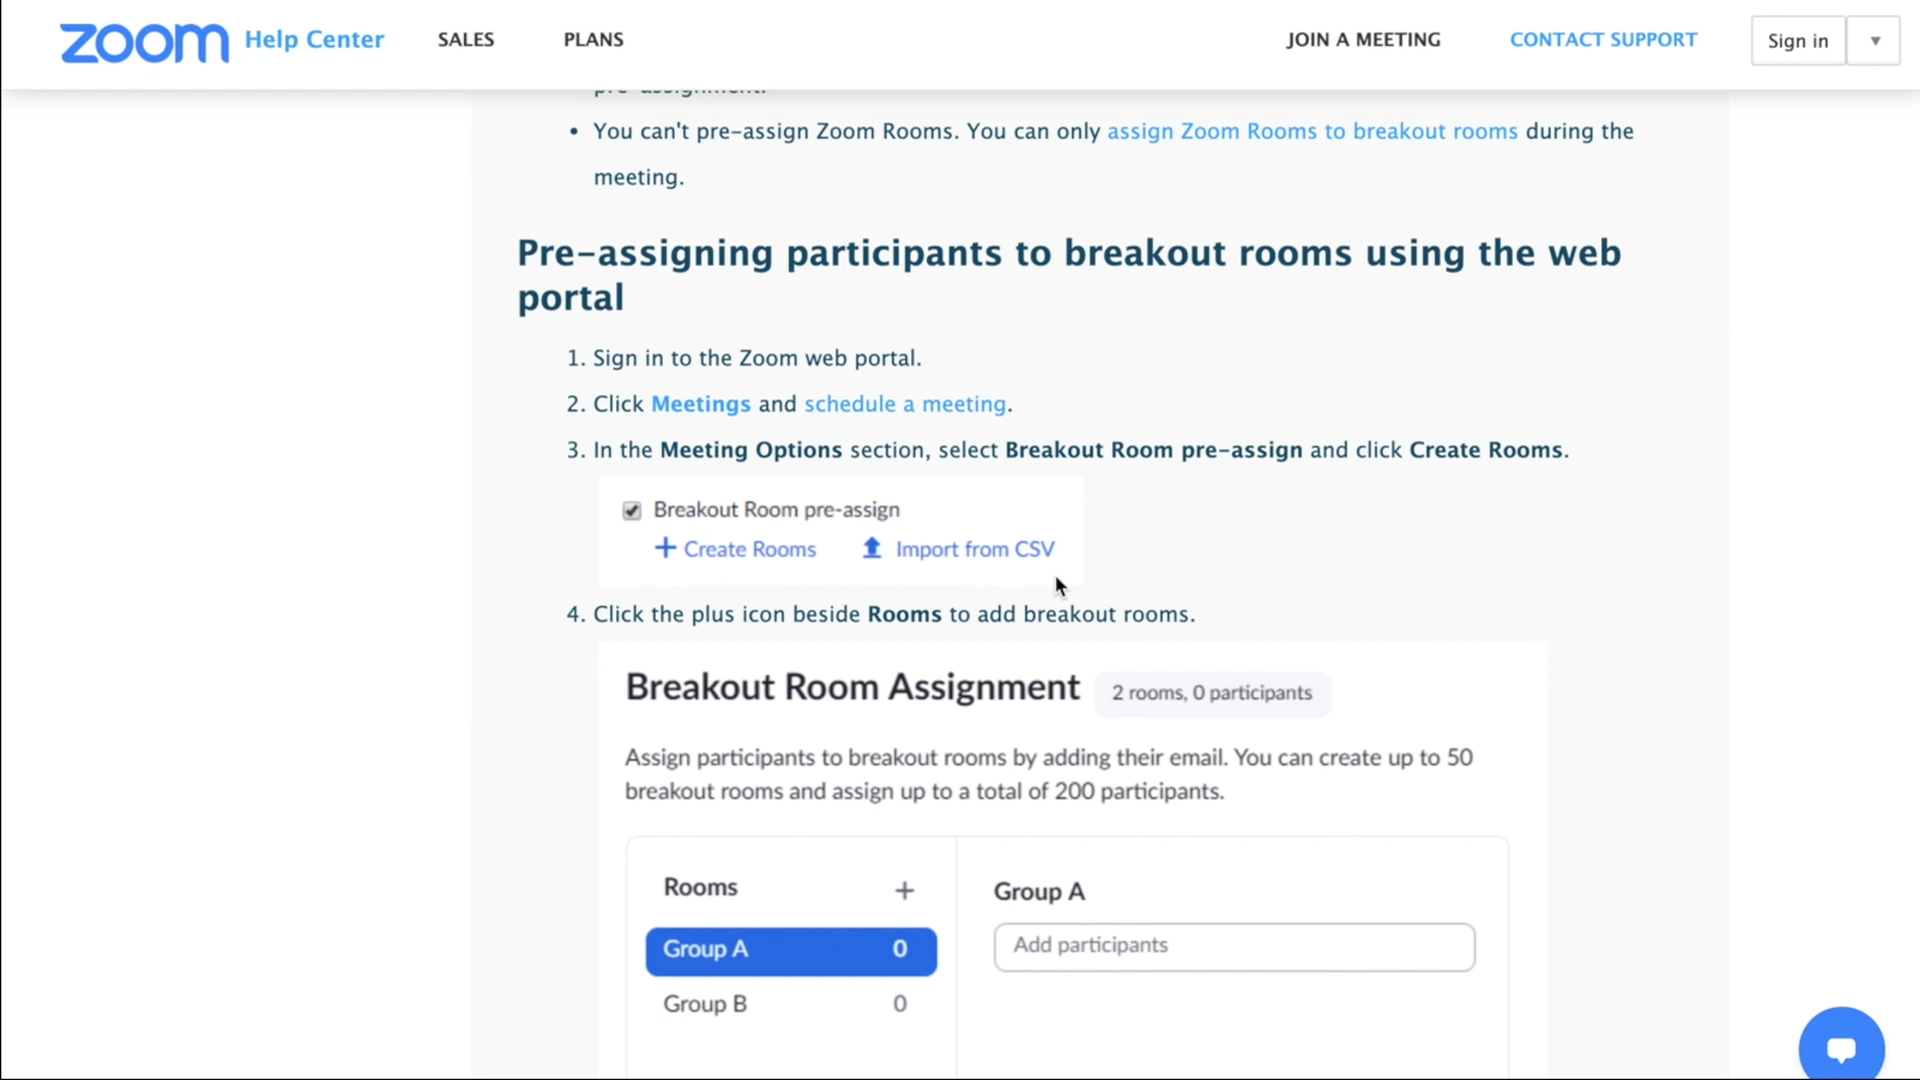 zoom Help Center SALES PLANS JOIN A MEETING CONTACT SUPPORT Sign in ▼
pre-assignment.
• You can't pre-assign Zoom Rooms. You can only assign Zoom Rooms to breakout rooms during the
meeting.
Pre-assigning participants to breakout rooms using the web
portal
1. Sign in to the Zoom web portal.
2. Click Meetings and schedule a meeting.
3. In the Meeting Options section, select Breakout Room pre-assign and click Create Rooms.
Breakout Room pre-assign
+ Create Rooms Import from CSV
4. Click the plus icon beside Rooms to add breakout rooms.
Breakout Room Assignment 2 rooms, 0 participants
Assign participants to breakout rooms by adding their email. You can create up to 50
breakout rooms and assign up to a total of 200 participants.
Rooms +
Group A 0
Group B 0
Group A
Add participants